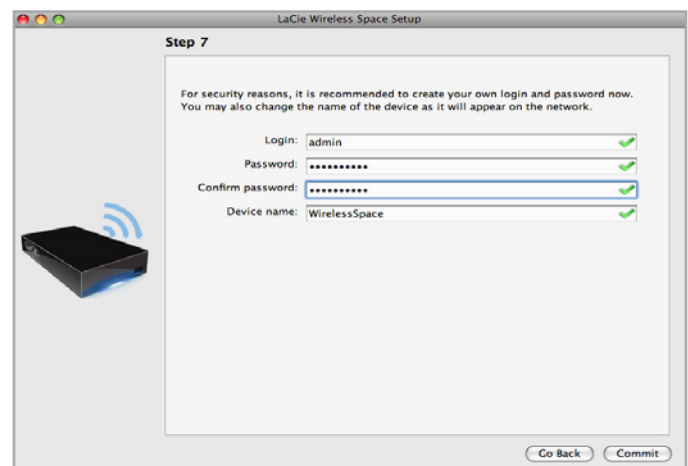 LaCie Wireless Space Setup
Step 7
For security reasons, it is recommended to create your own login and password now.
You may also change the name of the device as it will appear on the network.
Login: admin
Password: ••••••••••
Confirm password: ••••••••••
Device name: WirelessSpace
Go Back Commit